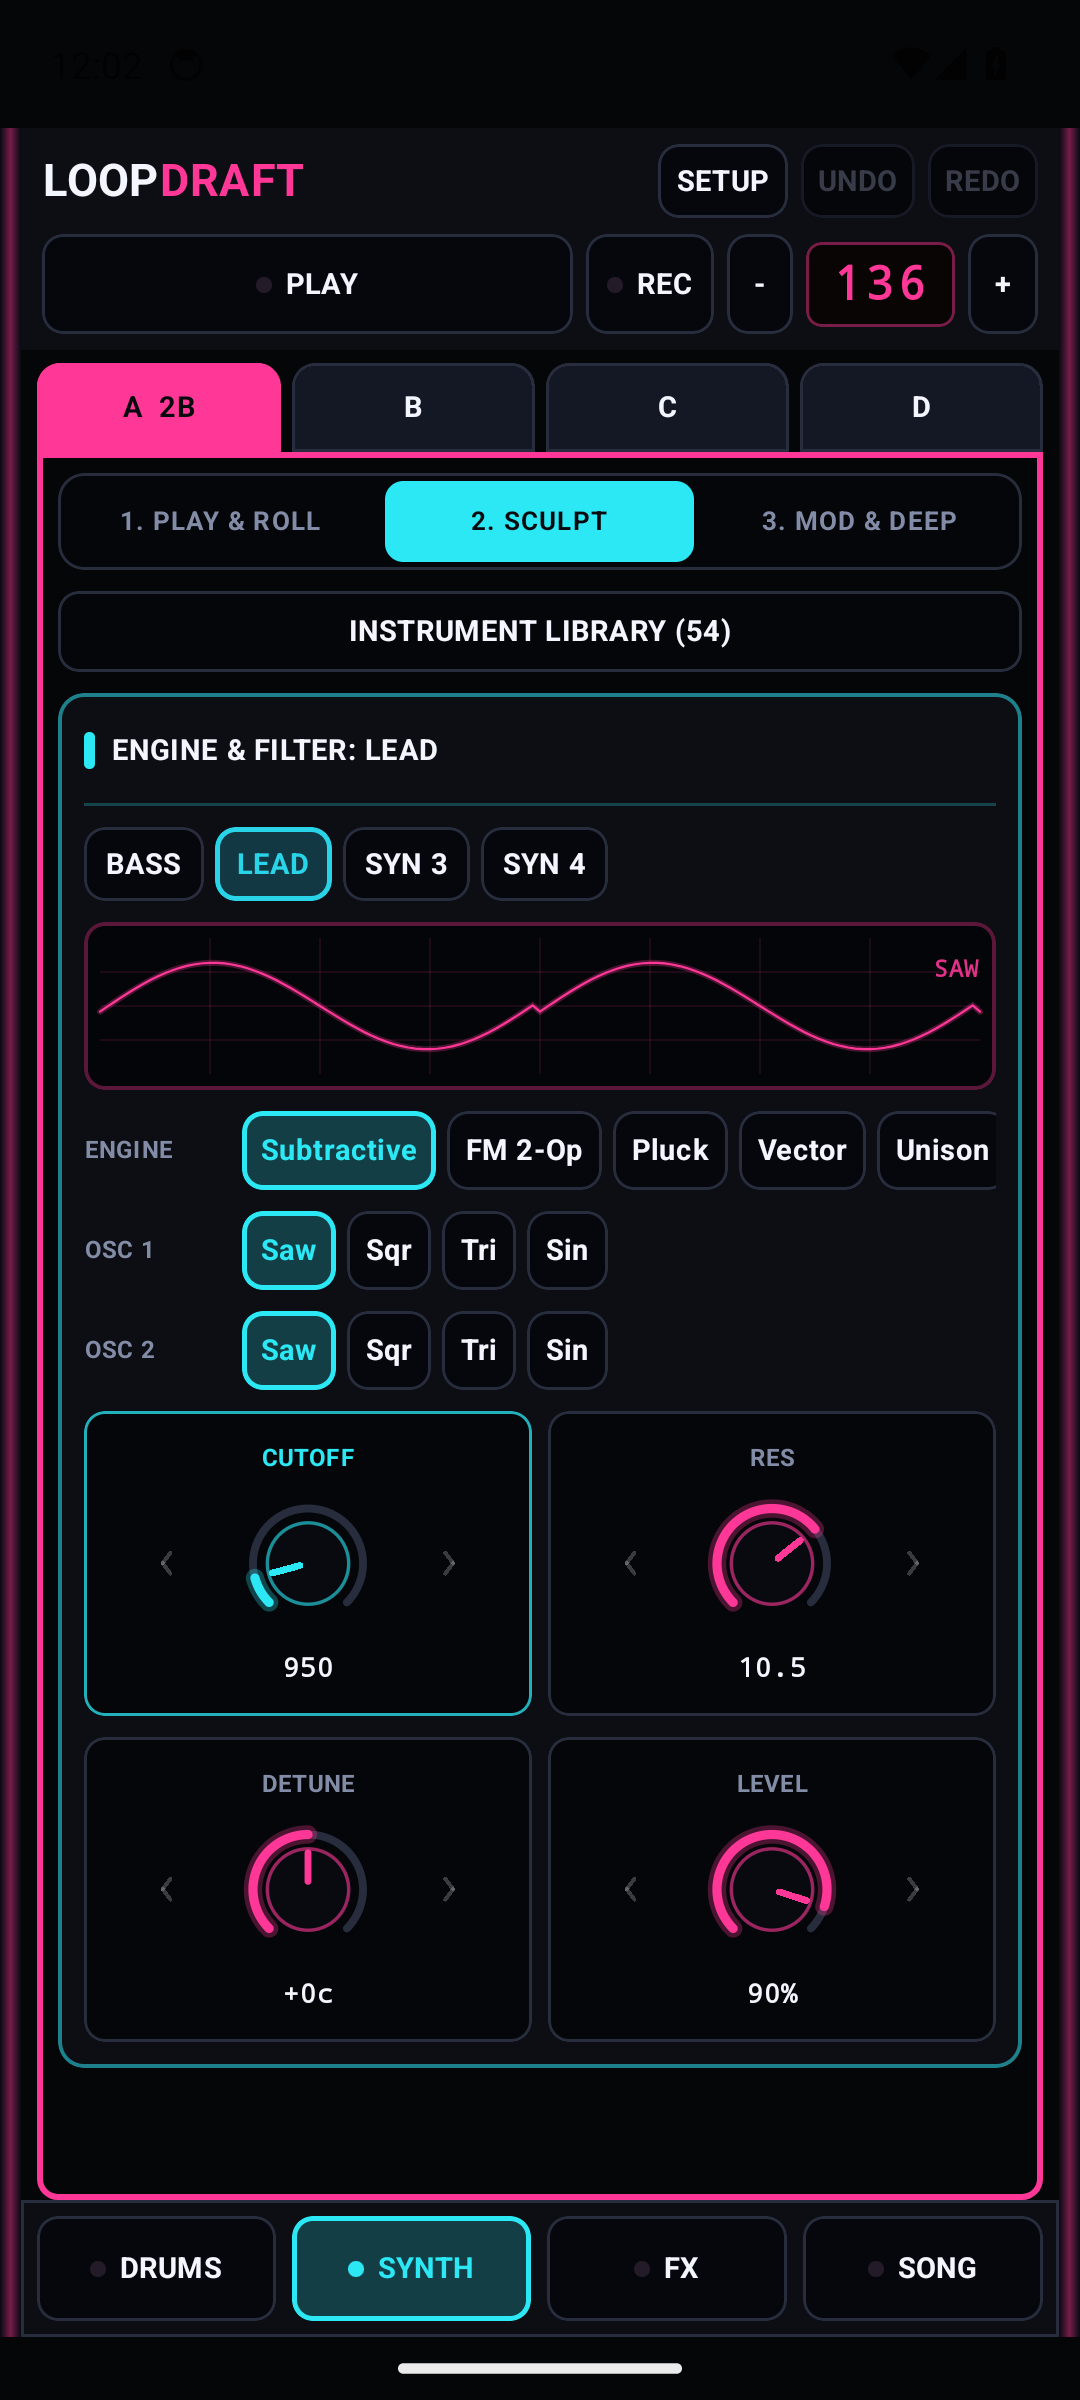 12:02
LOOPDRAFT
SETUP
UNDO
REDO
PLAY
REC
-
136
+
A 2B
B
C
D
1. PLAY & ROLL
2. SCULPT
3. MOD & DEEP
INSTRUMENT LIBRARY (54)
ENGINE & FILTER: LEAD
BASS
LEAD
SYN 3
SYN 4
SAW
ENGINE
Subtractive
FM 2-Op
Pluck
Vector
Unison
OSC 1
Saw
Sqr
Tri
Sin
OSC 2
Saw
Sqr
Tri
Sin
CUTOFF
950
RES
10.5
DETUNE
+0c
LEVEL
90%
DRUMS
SYNTH
FX
SONG